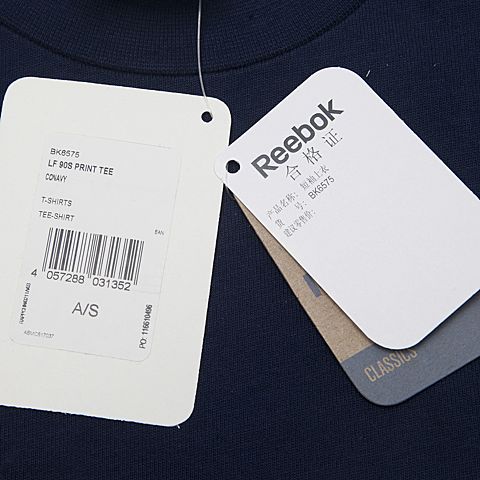 BK6575
LF 90S PRINT TEE
CONAVY
T-SHIRTS
TEE-SHIRT
EAN
4 057288 031352
A/S
PO: 116610496
Reebok
合格证
产品名称: 短袖上衣
货 号: BK6575
建议零售价:
CLASSICS